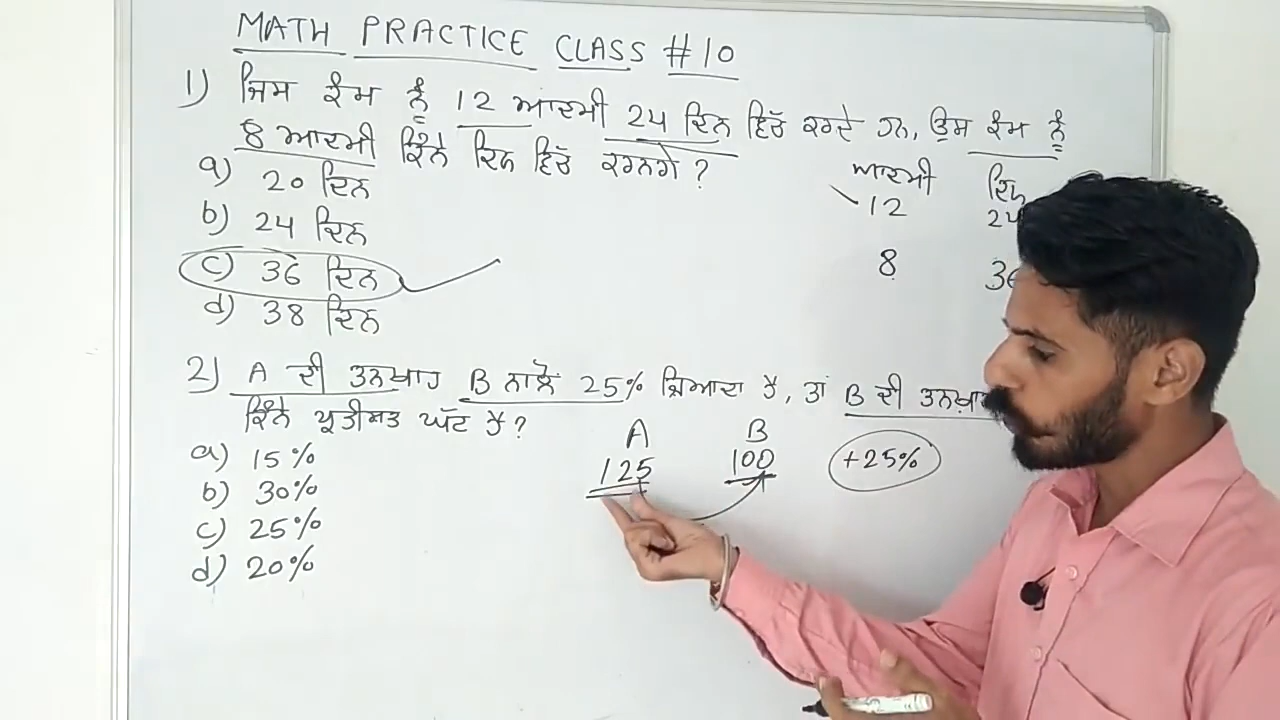 MATH PRACTICE CLASS #10
1) ਜਿਸ ਕੰਮ ਨੂੰ 12 ਆਦਮੀ 24 ਦਿਨ ਵਿੱਚ ਕਰਦੇ ਹਨ, ਉਸ ਕੰਮ ਨੂੰ
8 ਆਦਮੀ ਕਿੰਨੇ ਦਿਨ ਵਿੱਚ ਕਰਨਗੇ ?
a) 20 ਦਿਨ
b) 24 ਦਿਨ
c) 36 ਦਿਨ
d) 38 ਦਿਨ
ਆਦਮੀ ਦਿਨ
12 24
8 36
2) A ਦੀ ਤਨਖਾਹ B ਨਾਲੋਂ 25% ਜ਼ਿਆਦਾ ਹੈ, ਤਾਂ B ਦੀ
ਕਿੰਨੇ ਪ੍ਰਤੀਸ਼ਤ ਘੱਟ ਹੈ ?
a) 15%
b) 30%
c) 25%
d) 20%
A B
125 100 +25%